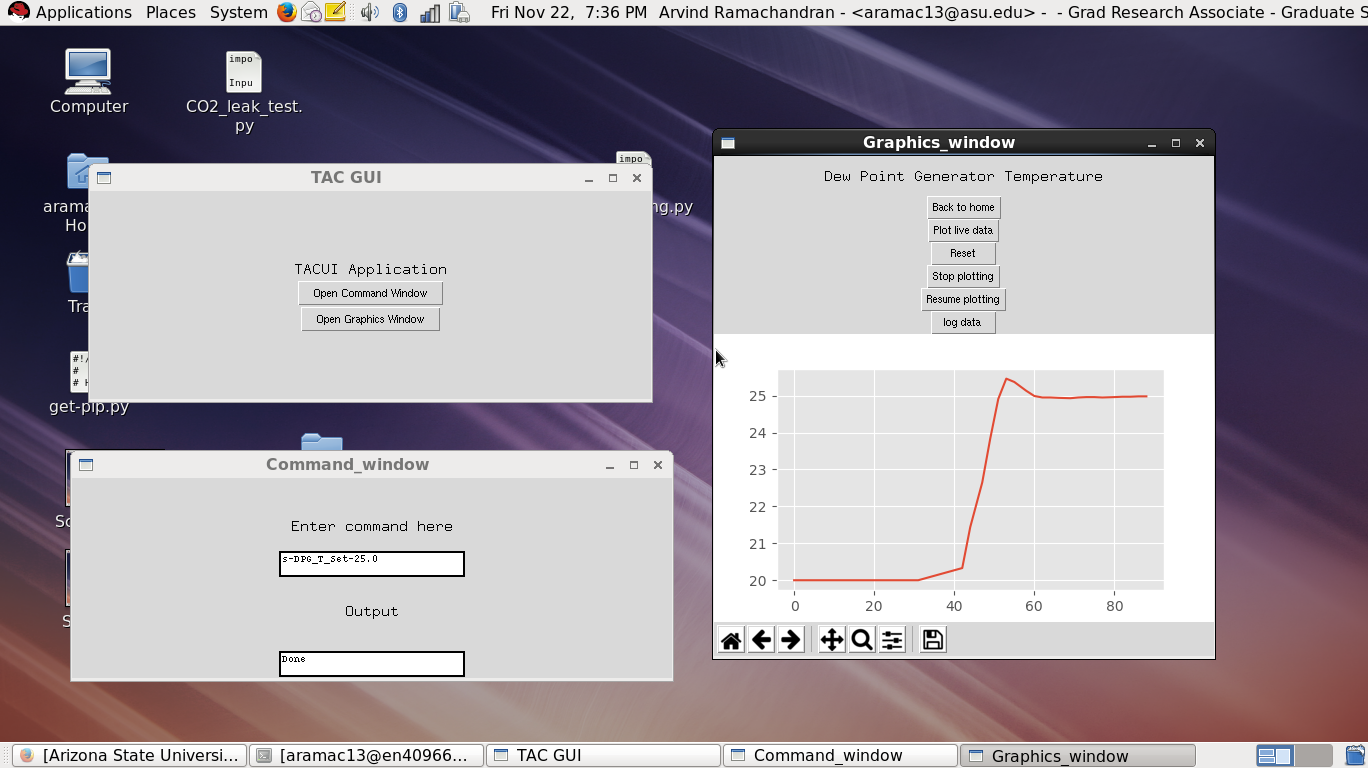 Applications Places System Fri Nov 22, 7:36 PM Arvind Ramachandran - <aramac13@asu.edu> - - Grad Research Associate - Graduate S
impo
Inpu
Computer
CO2_leak_test.
py
impo
arama
Ho
ng.py
Tra
#!/
#
# H
get-pip.py
So
S
TAC GUI
TACUI Application
Open Command Window
Open Graphics Window
Command_window
Enter command here
s-DPG_T_Set-25.0
Output
Done
Graphics_window
Dew Point Generator Temperature
Back to home
Plot live data
Reset
Stop plotting
Resume plotting
log data
25
24
23
22
21
20
0 20 40 60 80
[Arizona State Universi... [aramac13@en40966... TAC GUI Command_window Graphics_window